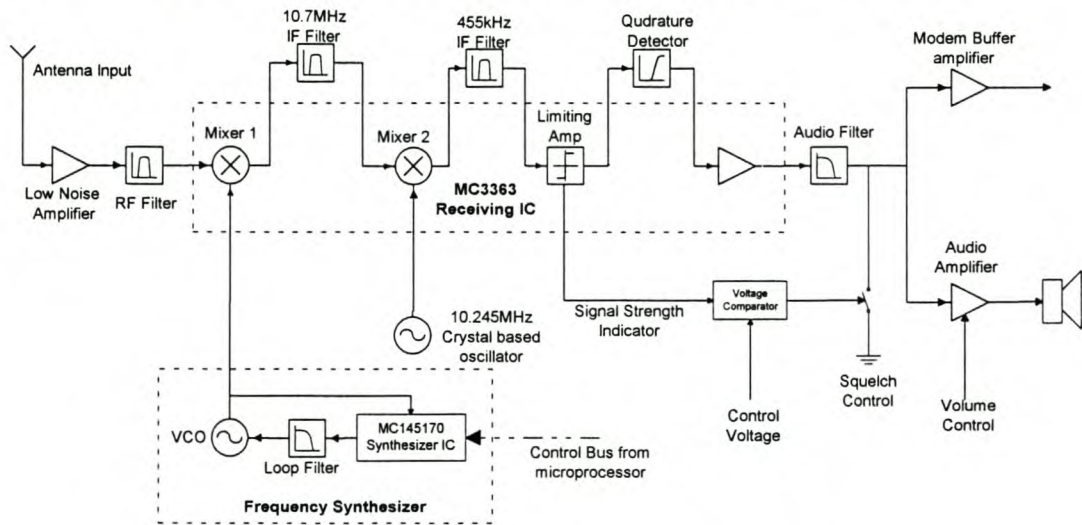 10.7MHz
IF Filter
455kHz
IF Filter
Qudrature
Detector
Modem Buffer
amplifier
Antenna Input
Mixer 1
Mixer 2
Limiting
Amp
Audio Filter
Low Noise
Amplifier
RF Filter
MC3363
Receiving IC
Audio
Amplifier
Signal Strength
Indicator
Voltage
Comparator
10.245MHz
Crystal based
oscillator
Squelch
Control
Control
Voltage
Volume
Control
VCO
Loop Filter
MC145170
Synthesizer IC
Control Bus from
microprocessor
Frequency Synthesizer